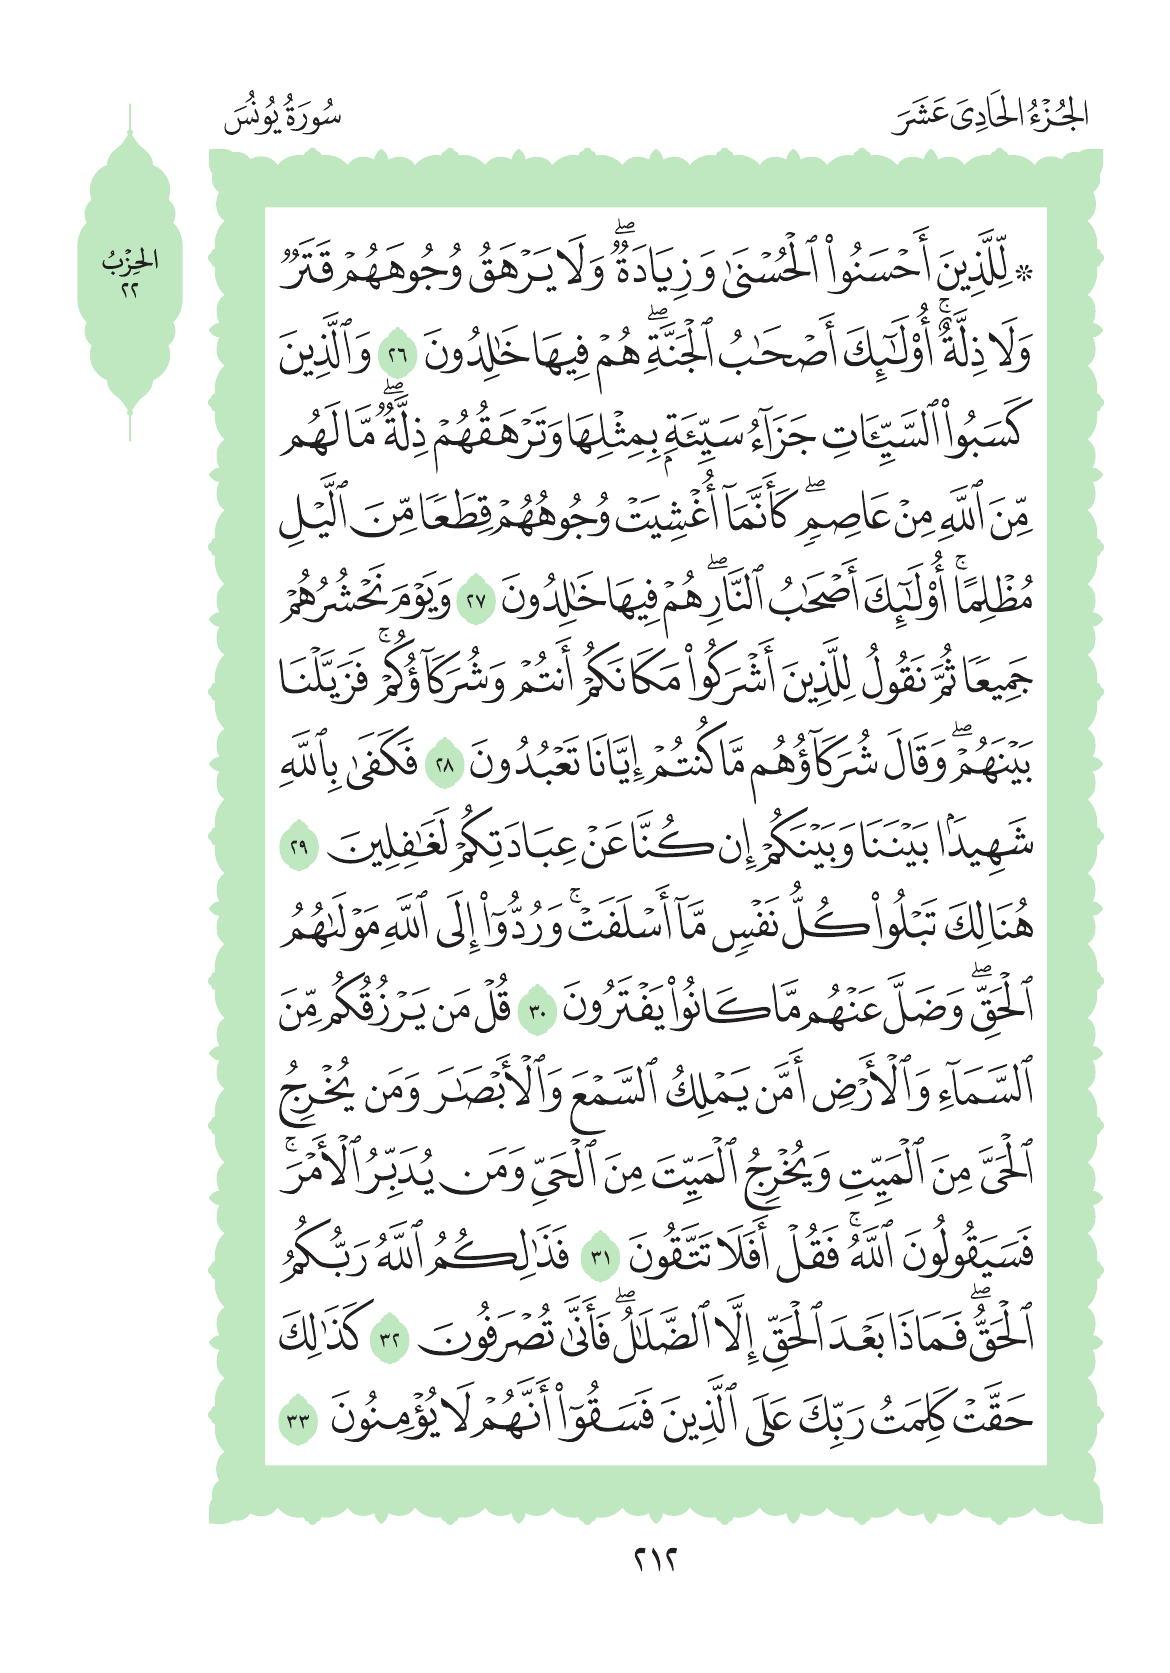 الجُزْءُ الحَادِيَ عَشَرَ
سُورَةُ يُونُسَ
الحِزْبُ
٢٢
۞ لِّلَّذِينَ أَحْسَنُوا۟ ٱلْحُسْنَىٰ وَزِيَادَةٌۖ وَلَا يَرْهَقُ وُجُوهَهُمْ قَتَرٌ
وَلَا ذِلَّةٌۚ أُو۟لَٰٓئِكَ أَصْحَٰبُ ٱلْجَنَّةِۖ هُمْ فِيهَا خَٰلِدُونَ ٢٦ وَٱلَّذِينَ
كَسَبُوا۟ ٱلسَّيِّـَٔاتِ جَزَآءُ سَيِّئَةٍۭ بِمِثْلِهَا وَتَرْهَقُهُمْ ذِلَّةٌۖ مَّا لَهُم
مِّنَ ٱللَّهِ مِنْ عَاصِمٍۖ كَأَنَّمَآ أُغْشِيَتْ وُجُوهُهُمْ قِطَعًا مِّنَ ٱلَّيْلِ
مُظْلِمًاۚ أُو۟لَٰٓئِكَ أَصْحَٰبُ ٱلنَّارِۖ هُمْ فِيهَا خَٰلِدُونَ ٢٧ وَيَوْمَ نَحْشُرُهُمْ
جَمِيعًا ثُمَّ نَقُولُ لِلَّذِينَ أَشْرَكُوا۟ مَكَانَكُمْ أَنتُمْ وَشُرَكَآؤُكُمْۚ فَزَيَّلْنَا
بَيْنَهُمْۖ وَقَالَ شُرَكَآؤُهُم مَّا كُنتُمْ إِيَّانَا تَعْبُدُونَ ٢٨ فَكَفَىٰ بِٱللَّهِ
شَهِيدًۢا بَيْنَنَا وَبَيْنَكُمْ إِن كُنَّا عَنْ عِبَادَتِكُمْ لَغَٰفِلِينَ ٢٩
هُنَالِكَ تَبْلُوا۟ كُلُّ نَفْسٍ مَّآ أَسْلَفَتْۚ وَرُدُّوٓا۟ إِلَى ٱللَّهِ مَوْلَىٰهُمُ
ٱلْحَقِّۖ وَضَلَّ عَنْهُم مَّا كَانُوا۟ يَفْتَرُونَ ٣٠ قُلْ مَن يَرْزُقُكُم مِّنَ
ٱلسَّمَآءِ وَٱلْأَرْضِ أَمَّن يَمْلِكُ ٱلسَّمْعَ وَٱلْأَبْصَٰرَ وَمَن يُخْرِجُ
ٱلْحَىَّ مِنَ ٱلْمَيِّتِ وَيُخْرِجُ ٱلْمَيِّتَ مِنَ ٱلْحَىِّ وَمَن يُدَبِّرُ ٱلْأَمْرَۚ
فَسَيَقُولُونَ ٱللَّهُۚ فَقُلْ أَفَلَا تَتَّقُونَ ٣١ فَذَٰلِكُمُ ٱللَّهُ رَبُّكُمُ
ٱلْحَقُّۖ فَمَاذَا بَعْدَ ٱلْحَقِّ إِلَّا ٱلضَّلَٰلُۖ فَأَنَّىٰ تُصْرَفُونَ ٣٢ كَذَٰلِكَ
حَقَّتْ كَلِمَتُ رَبِّكَ عَلَى ٱلَّذِينَ فَسَقُوٓا۟ أَنَّهُمْ لَا يُؤْمِنُونَ ٣٣
٢١٢